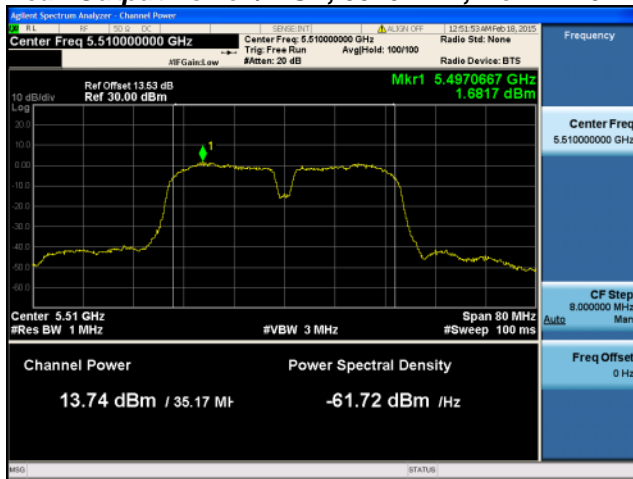 Agilent Spectrum Analyzer - Channel Power
RL RF 50 Ω DC SENSE:INT ALIGN OFF 12:51:53 AM Feb 18, 2015
Center Freq 5.510000000 GHz Center Freq: 5.510000000 GHz Radio Std: None Frequency
Trig: Free Run Avg|Hold: 100/100
#IFGain:Low #Atten: 20 dB Radio Device: BTS
Mkr1 5.4970667 GHz
Ref Offset 13.53 dB
10 dB/div Ref 30.00 dBm 1.6817 dBm
Log
20.0
10.0
1
0.00
-20.0
-30.0
-40.0
-50.0
-60.0
Center Freq
5.510000000 GHz
Center 5.51 GHz Span 80 MHz
#Res BW 1 MHz #VBW 3 MHz #Sweep 100 ms
CF Step
8.000000 MHz
Auto Man
Channel Power Power Spectral Density
13.74 dBm / 35.17 MH -61.72 dBm /Hz
Freq Offset
0 Hz
MSG STATUS